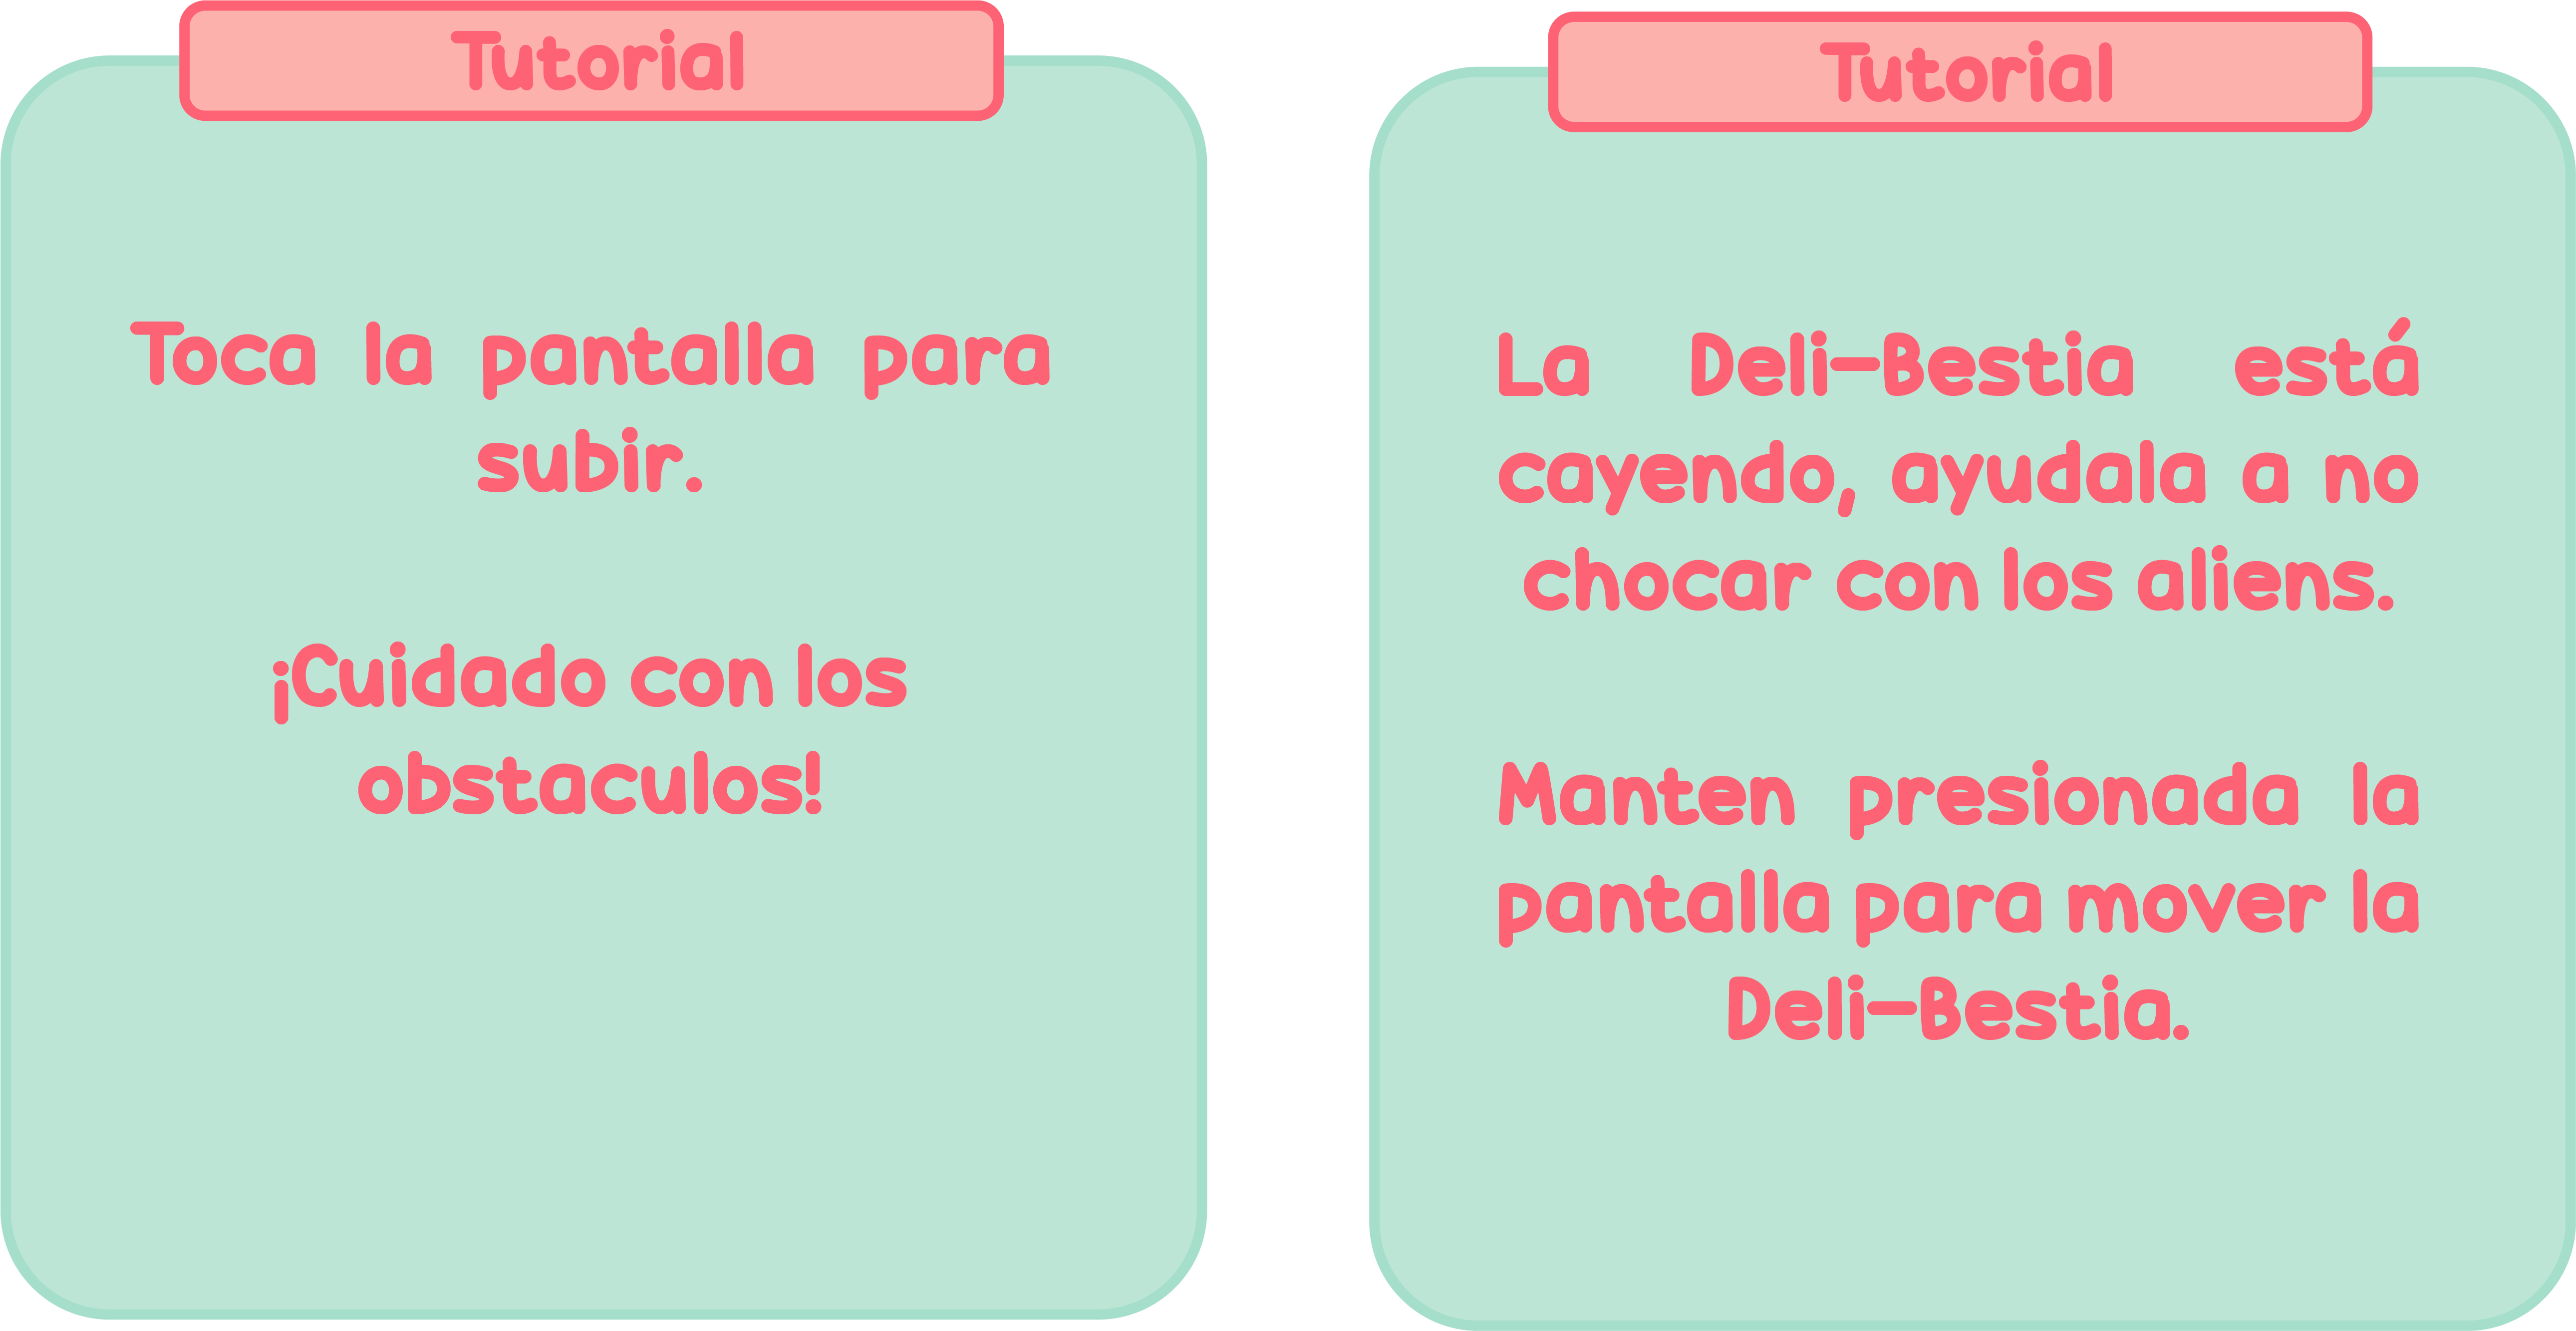 Tutorial
Toca la pantalla para
subir.
¡Cuidado con los
obstaculos!
Tutorial
La Deli-Bestia está
cayendo, ayudala a no
chocar con los aliens.
Manten presionada la
pantalla para mover la
Deli-Bestia.